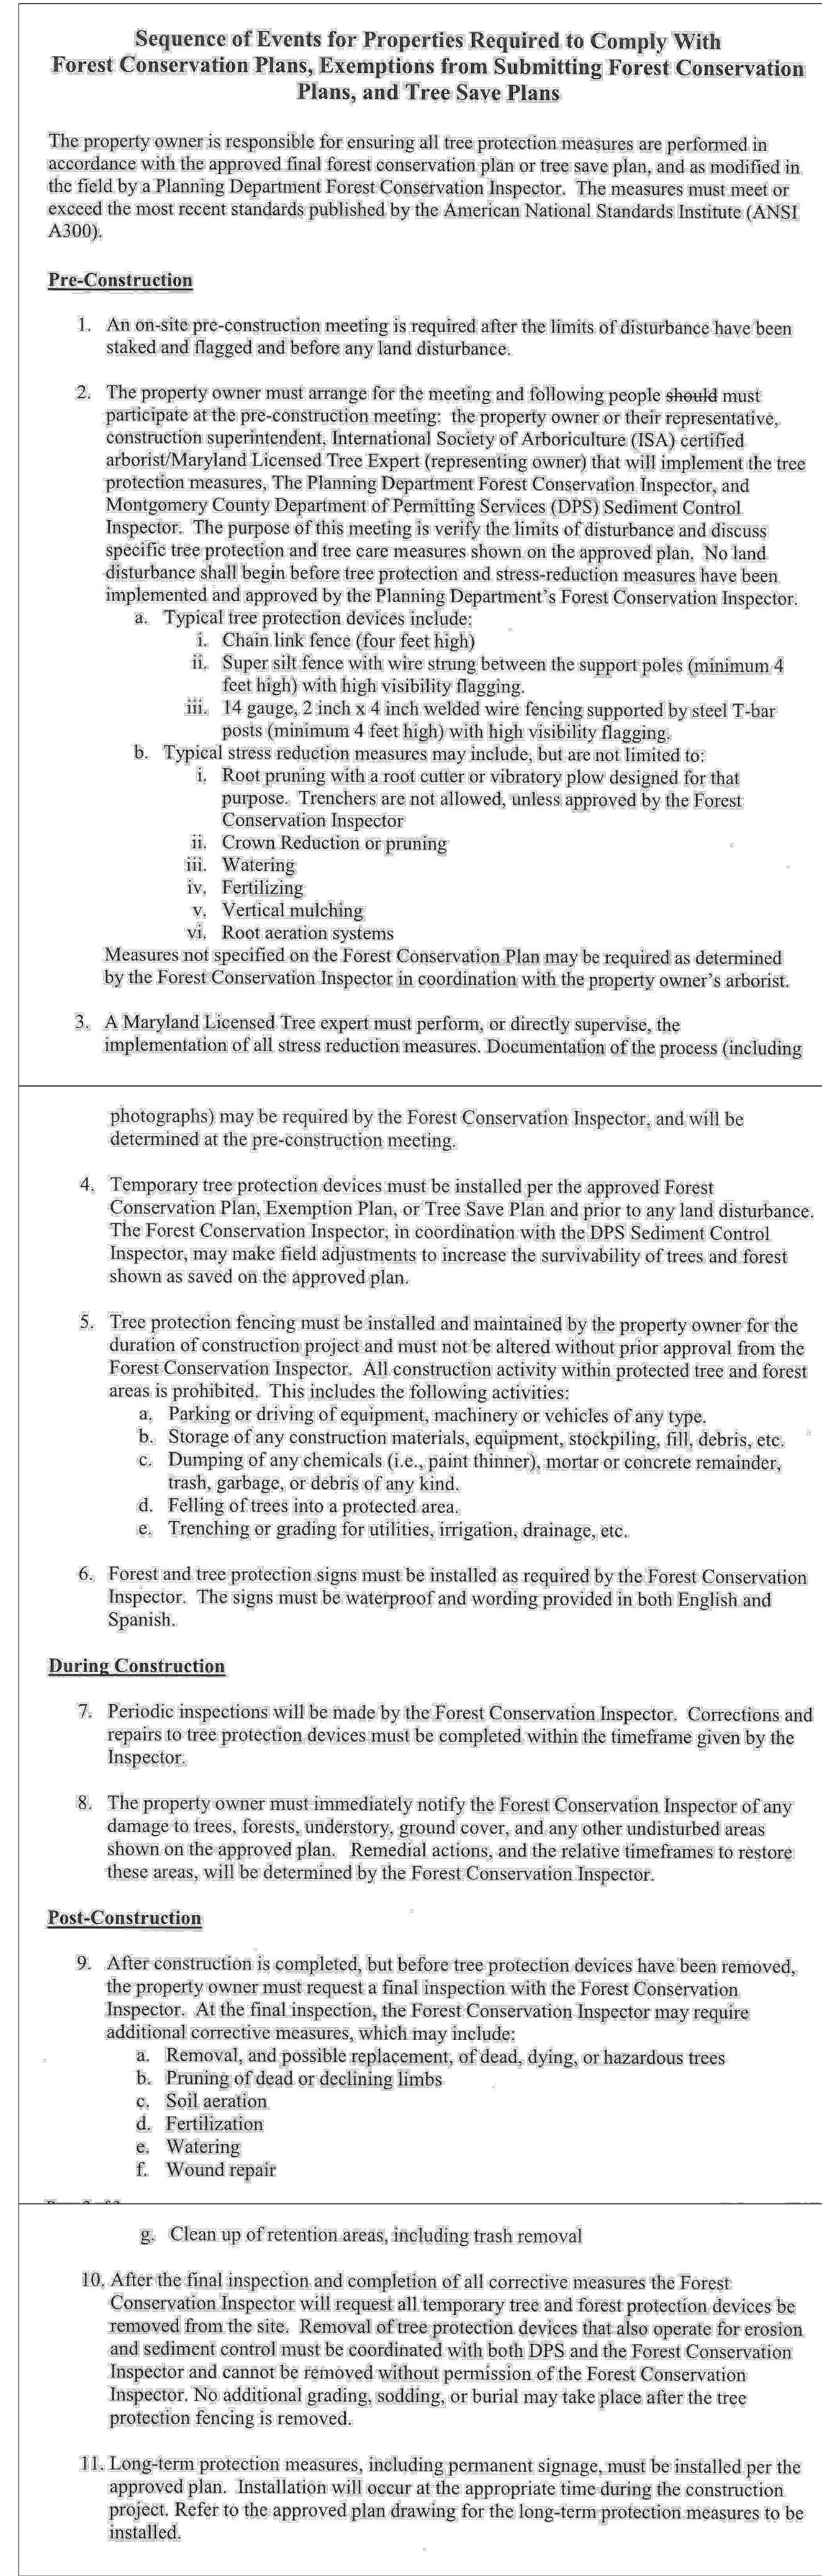 Sequence of Events for Properties Required to Comply With
Forest Conservation Plans, Exemptions from Submitting Forest Conservation
Plans, and Tree Save Plans
The property owner is responsible for ensuring all tree protection measures are performed in
accordance with the approved final forest conservation plan or tree save plan, and as modified in
the field by a Planning Department Forest Conservation Inspector. The measures must meet or
exceed the most recent standards published by the American National Standards Institute (ANSI
A300).
Pre-Construction
1. An on-site pre-construction meeting is required after the limits of disturbance have been
staked and flagged and before any land disturbance.
2. The property owner must arrange for the meeting and following people should must
participate at the pre-construction meeting: the property owner or their representative,
construction superintendent, International Society of Arboriculture (ISA) certified
arborist/Maryland Licensed Tree Expert (representing owner) that will implement the tree
protection measures, The Planning Department Forest Conservation Inspector, and
Montgomery County Department of Permitting Services (DPS) Sediment Control
Inspector. The purpose of this meeting is verify the limits of disturbance and discuss
specific tree protection and tree care measures shown on the approved plan. No land
disturbance shall begin before tree protection and stress-reduction measures have been
implemented and approved by the Planning Department's Forest Conservation Inspector.
a. Typical tree protection devices include:
i. Chain link fence (four feet high)
ii. Super silt fence with wire strung between the support poles (minimum 4
feet high) with high visibility flagging.
iii. 14 gauge, 2 inch x 4 inch welded wire fencing supported by steel T-bar
posts (minimum 4 feet high) with high visibility flagging.
b. Typical stress reduction measures may include, but are not limited to:
i. Root pruning with a root cutter or vibratory plow designed for that
purpose. Trenchers are not allowed, unless approved by the Forest
Conservation Inspector
ii. Crown Reduction or pruning
iii. Watering
iv. Fertilizing
v. Vertical mulching
vi. Root aeration systems
Measures not specified on the Forest Conservation Plan may be required as determined
by the Forest Conservation Inspector in coordination with the property owner's arborist.
3. A Maryland Licensed Tree expert must perform, or directly supervise, the
implementation of all stress reduction measures. Documentation of the process (including
photographs) may be required by the Forest Conservation Inspector, and will be
determined at the pre-construction meeting.
4. Temporary tree protection devices must be installed per the approved Forest
Conservation Plan, Exemption Plan, or Tree Save Plan and prior to any land disturbance.
The Forest Conservation Inspector, in coordination with the DPS Sediment Control
Inspector, may make field adjustments to increase the survivability of trees and forest
shown as saved on the approved plan.
5. Tree protection fencing must be installed and maintained by the property owner for the
duration of construction project and must not be altered without prior approval from the
Forest Conservation Inspector. All construction activity within protected tree and forest
areas is prohibited. This includes the following activities:
a. Parking or driving of equipment, machinery or vehicles of any type.
b. Storage of any construction materials, equipment, stockpiling, fill, debris, etc.
c. Dumping of any chemicals (i.e., paint thinner), mortar or concrete remainder,
trash, garbage, or debris of any kind.
d. Felling of trees into a protected area.
e. Trenching or grading for utilities, irrigation, drainage, etc.
6. Forest and tree protection signs must be installed as required by the Forest Conservation
Inspector. The signs must be waterproof and wording provided in both English and
Spanish.
During Construction
7. Periodic inspections will be made by the Forest Conservation Inspector. Corrections and
repairs to tree protection devices must be completed within the timeframe given by the
Inspector.
8. The property owner must immediately notify the Forest Conservation Inspector of any
damage to trees, forests, understory, ground cover, and any other undisturbed areas
shown on the approved plan. Remedial actions, and the relative timeframes to restore
these areas, will be determined by the Forest Conservation Inspector.
Post-Construction
9. After construction is completed, but before tree protection devices have been removed,
the property owner must request a final inspection with the Forest Conservation
Inspector. At the final inspection, the Forest Conservation Inspector may require
additional corrective measures, which may include:
a. Removal, and possible replacement, of dead, dying, or hazardous trees
b. Pruning of dead or declining limbs
c. Soil aeration
d. Fertilization
e. Watering
f. Wound repair
g. Clean up of retention areas, including trash removal
10. After the final inspection and completion of all corrective measures the Forest
Conservation Inspector will request all temporary tree and forest protection devices be
removed from the site. Removal of tree protection devices that also operate for erosion
and sediment control must be coordinated with both DPS and the Forest Conservation
Inspector and cannot be removed without permission of the Forest Conservation
Inspector. No additional grading, sodding, or burial may take place after the tree
protection fencing is removed.
11. Long-term protection measures, including permanent signage, must be installed per the
approved plan. Installation will occur at the appropriate time during the construction
project. Refer to the approved plan drawing for the long-term protection measures to be
installed.